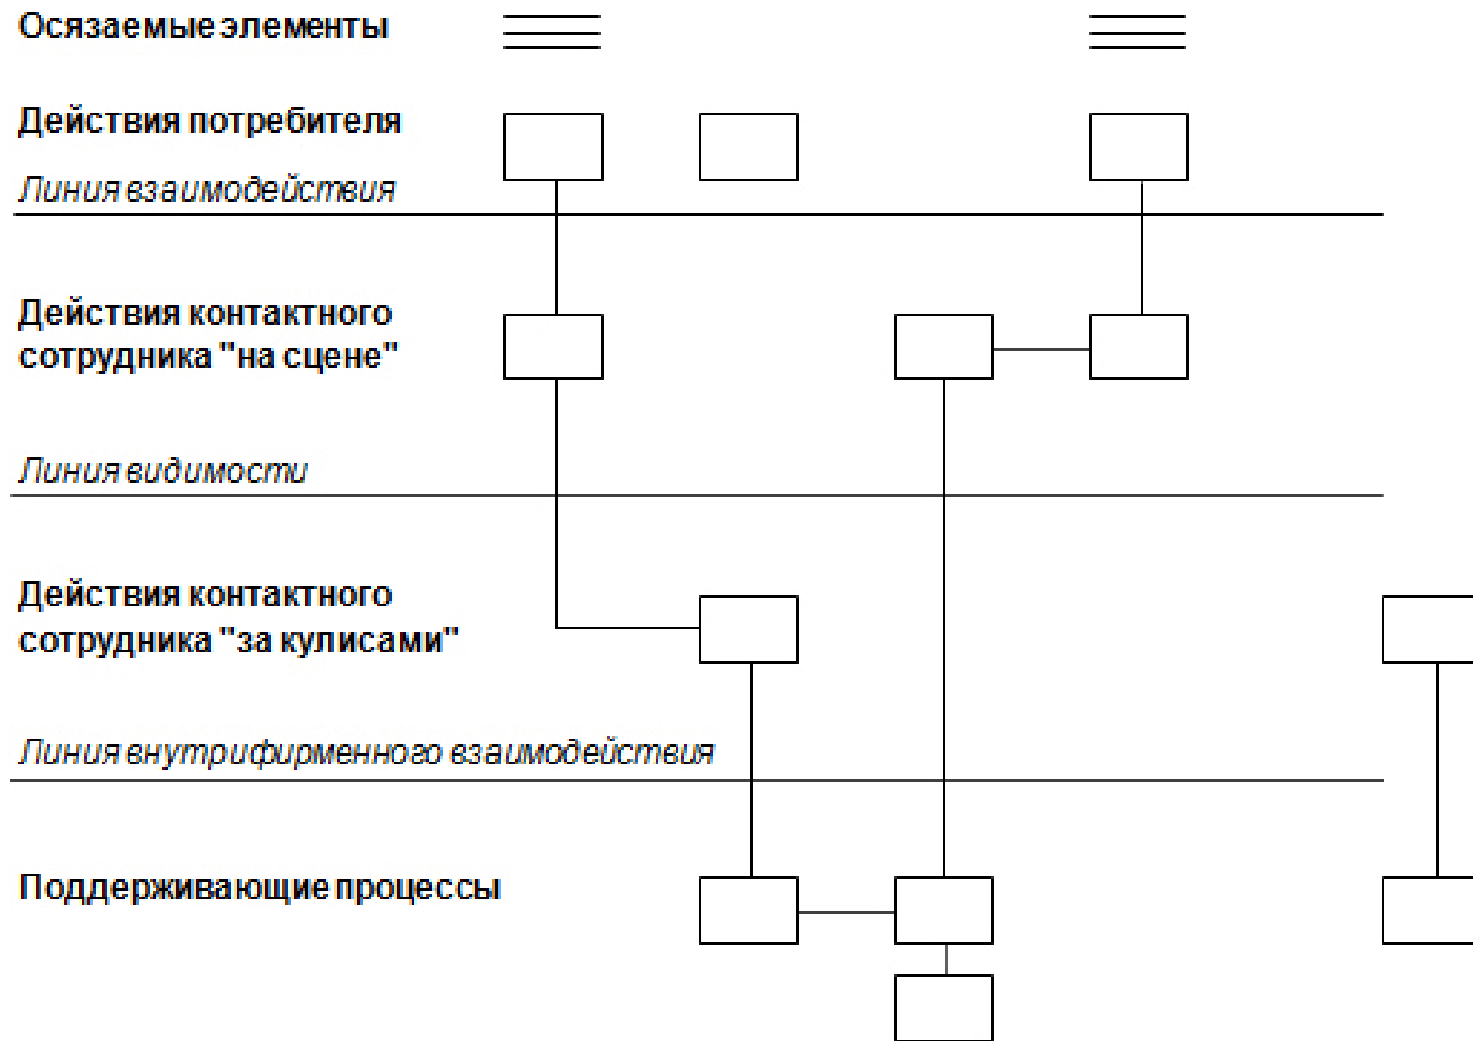 Осязаемые элементы
Действия потребителя
Линия взаимодействия
Действия контактного
сотрудника "на сцене"
Линия видимости
Действия контактного
сотрудника "за кулисами"
Линия внутрифирменного взаимодействия
Поддерживающие процессы